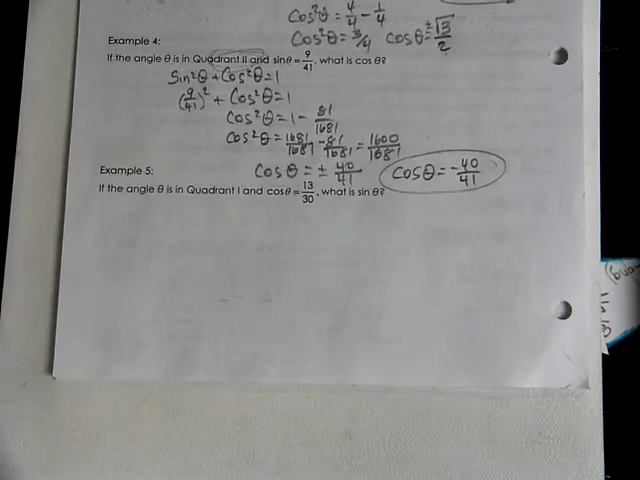 cos²θ = 4/4 - 1/4
cos²θ = 3/4 cosθ = ±√3/2
Example 4:
If the angle θ is in Quadrant II and sinθ = 9/41, what is cos θ?
sin²θ + cos²θ = 1
(9/41)² + cos²θ = 1
cos²θ = 1 - 81/1681
cos²θ = 1681/1681 - 81/1681 = 1600/1681
cosθ = ± 40/41 cosθ = -40/41
Example 5:
If the angle θ is in Quadrant I and cosθ = 13/30, what is sin θ?